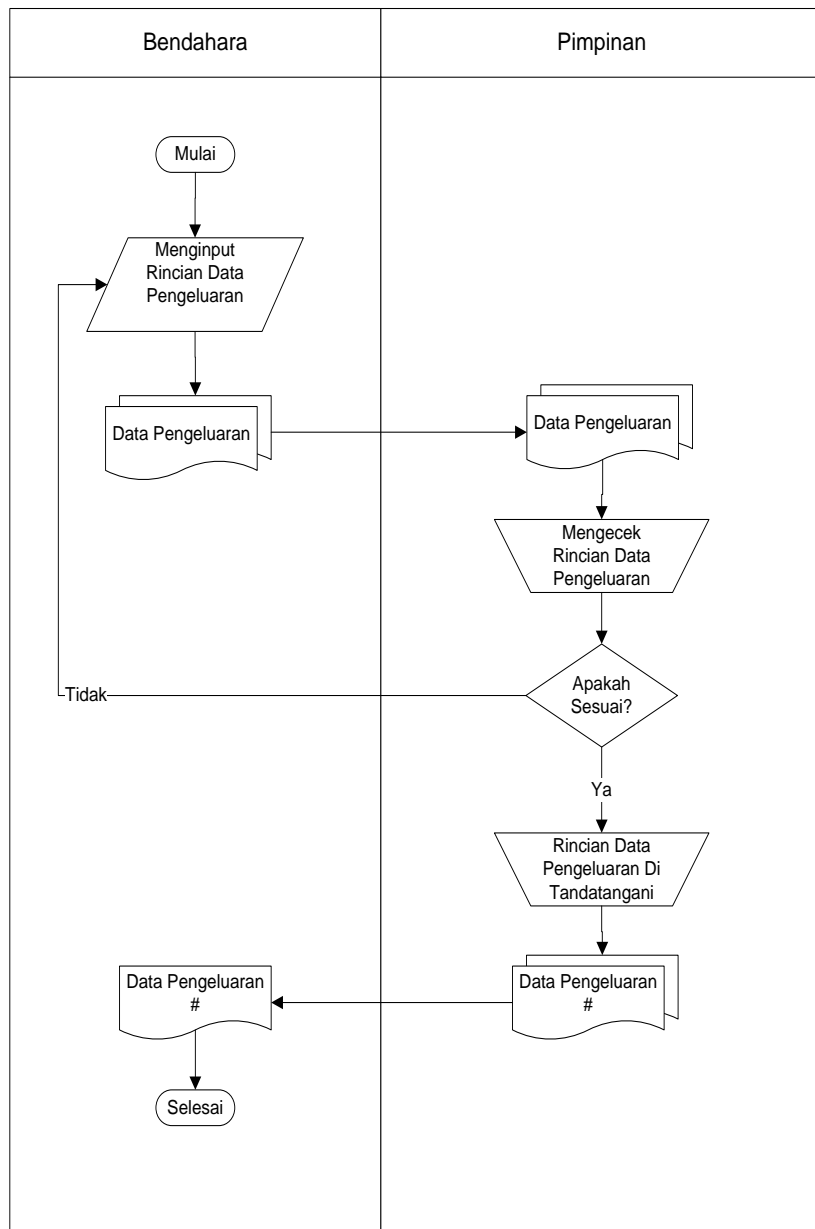 Bendahara
Pimpinan
Mulai
Menginput
Rincian Data
Pengeluaran
Data Pengeluaran
Data Pengeluaran
Mengecek
Rincian Data
Pengeluaran
Apakah
Sesuai?
Tidak
Ya
Rincian Data
Pengeluaran Di
Tandatangani
Data Pengeluaran
#
Data Pengeluaran
#
Selesai